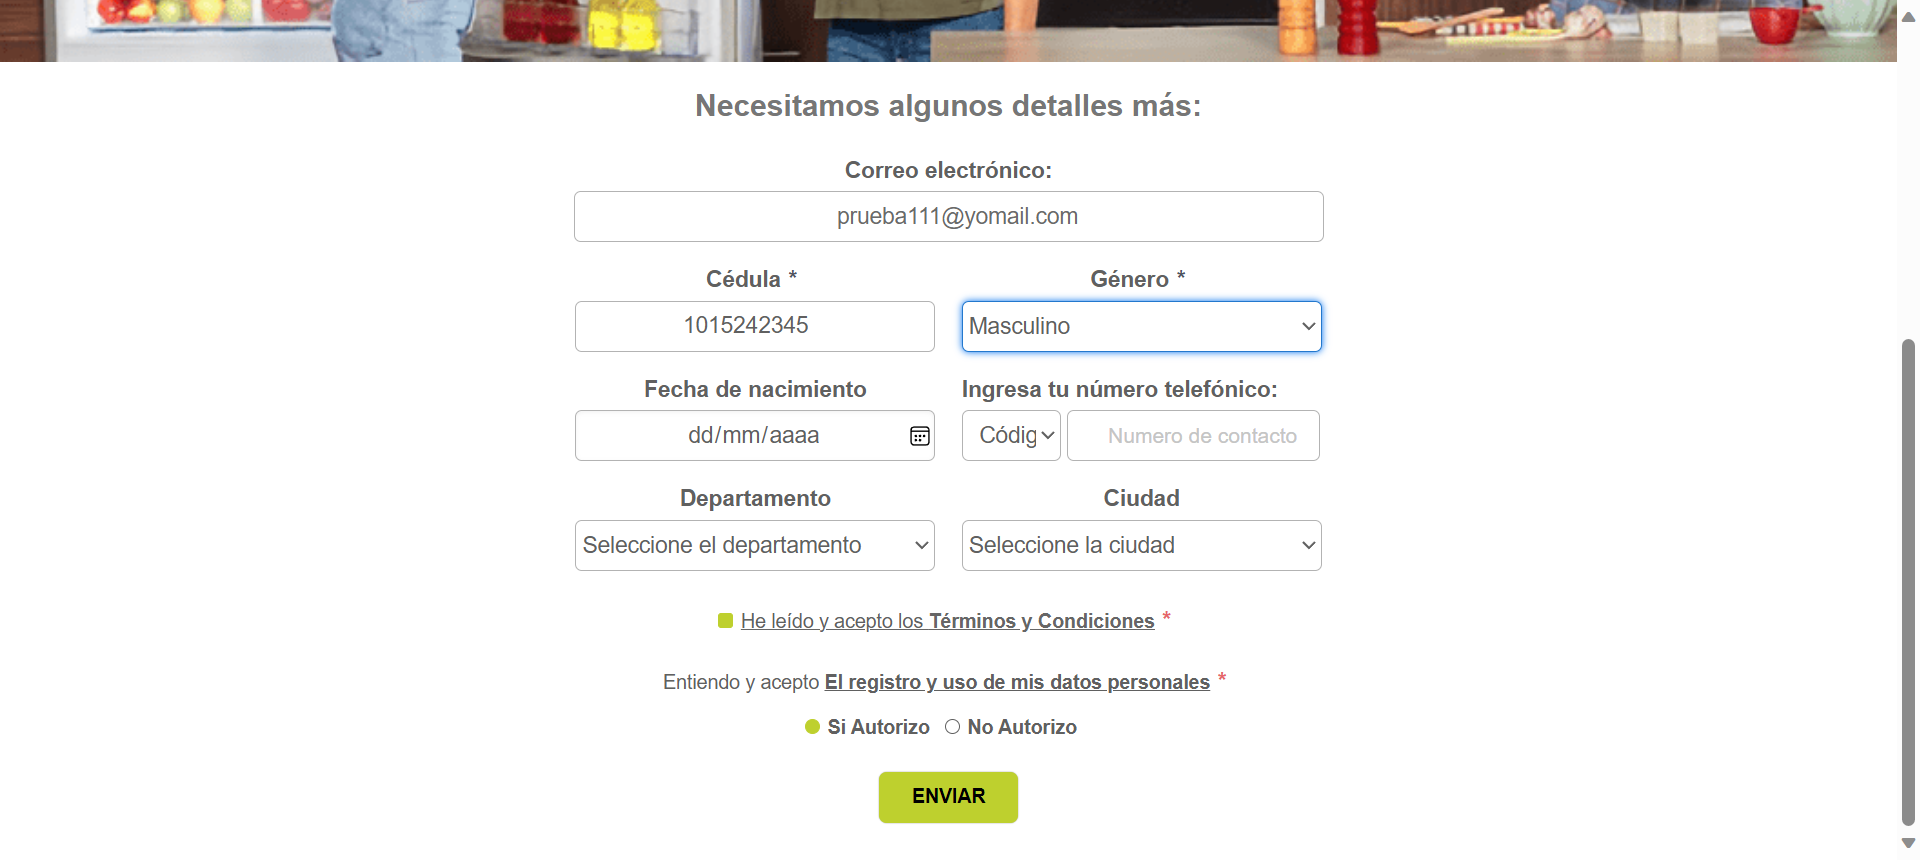 Necesitamos algunos detalles más:
Correo electrónico:
prueba111@yomail.com
Cédula * Género *
1015242345 Masculino
Fecha de nacimiento Ingresa tu número telefónico:
dd/mm/aaaa Códig Numero de contacto
Departamento Ciudad
Seleccione el departamento Seleccione la ciudad
He leído y acepto los Términos y Condiciones *
Entiendo y acepto El registro y uso de mis datos personales *
Si Autorizo No Autorizo
ENVIAR